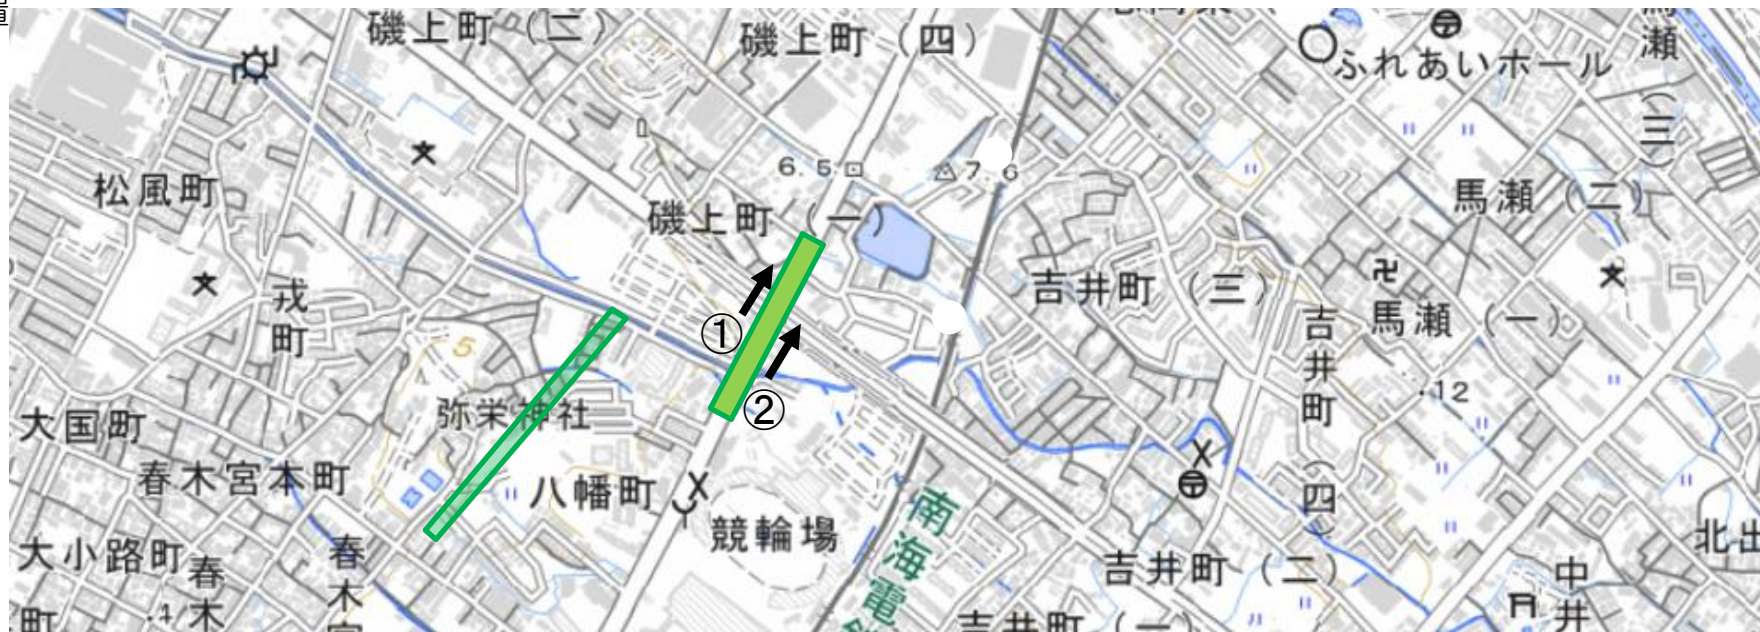 磯上町(二)
磯上町(四)
ふれあいホール
瀬(三)
6.5
7.6
松風町
磯上町(一)
馬瀬(二)
戎町
吉井町(三)
馬瀬(一)
①
②
5
弥栄神社
吉井町(四)
12
大国町
春木宮本町
八幡町
競輪場
南海電
北出
大小路町
春木
春木宮
吉井町(二)
中井
4
町
吉井町(一)